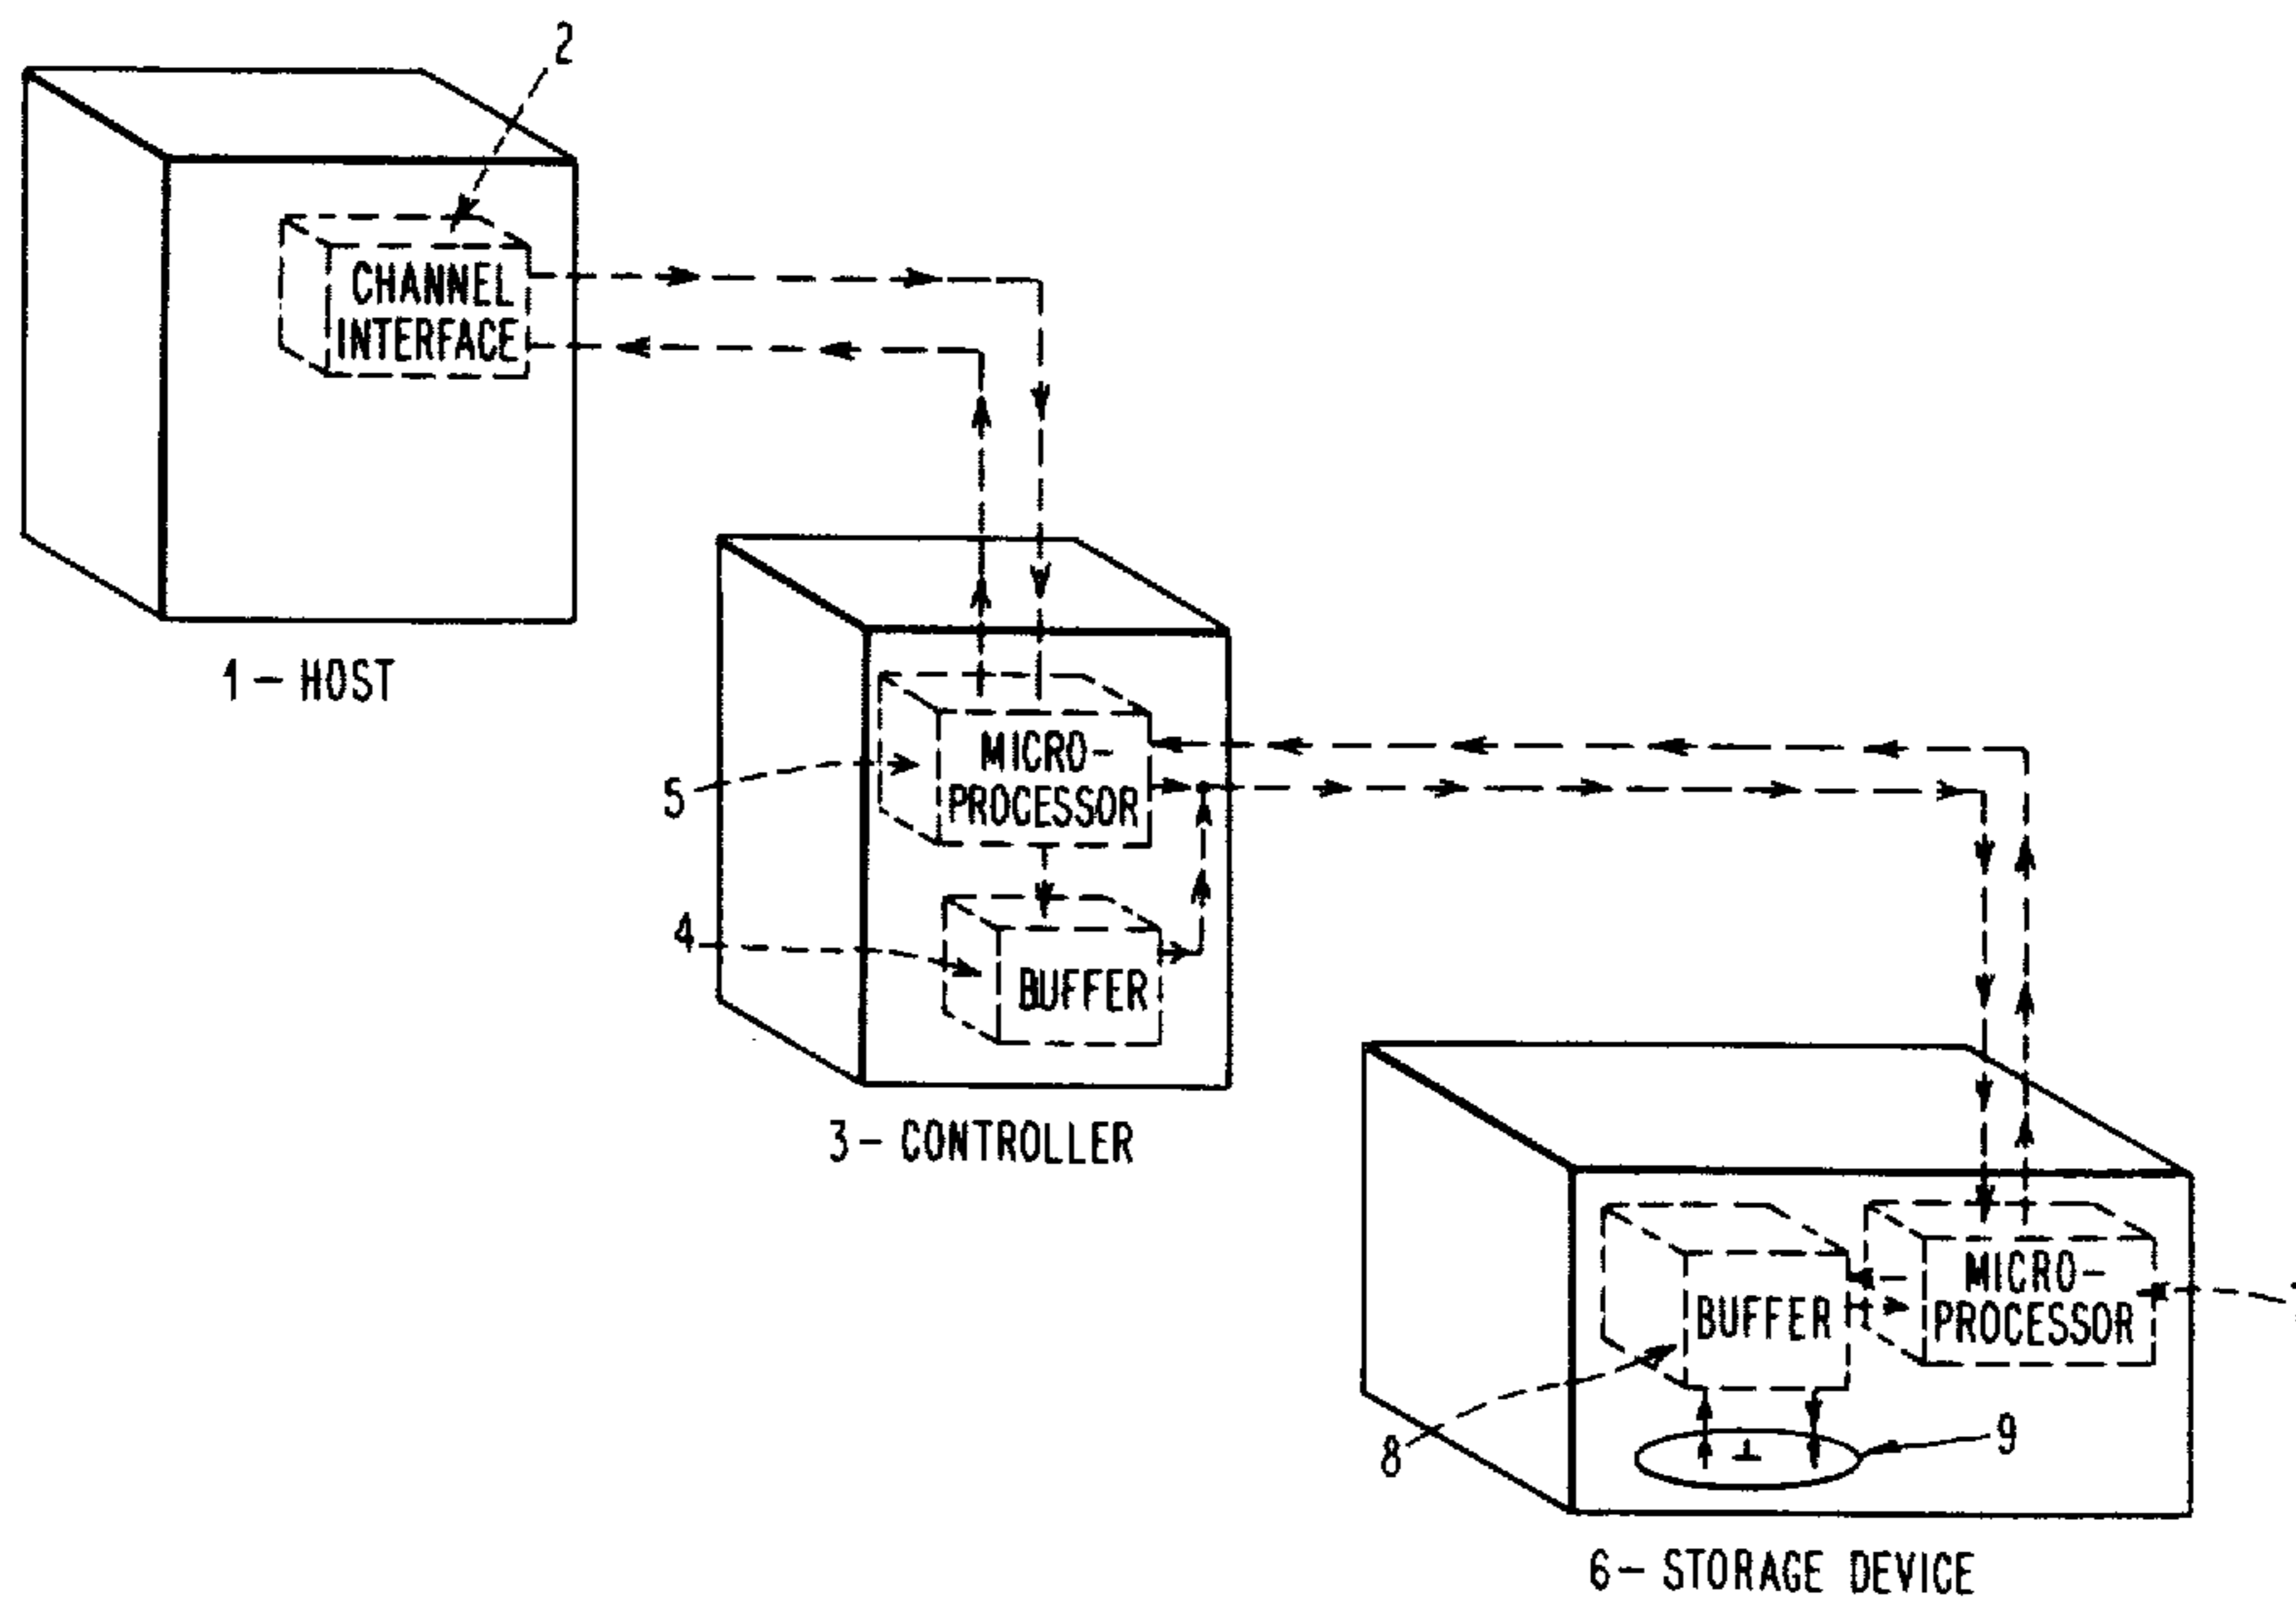 2
CHANNEL
INTERFACE
1 - HOST
MICRO-
PROCESSOR
5
4
BUFFER
3 - CONTROLLER
MICRO-
PROCESSOR
BUFFER
8
9
6 - STORAGE DEVICE